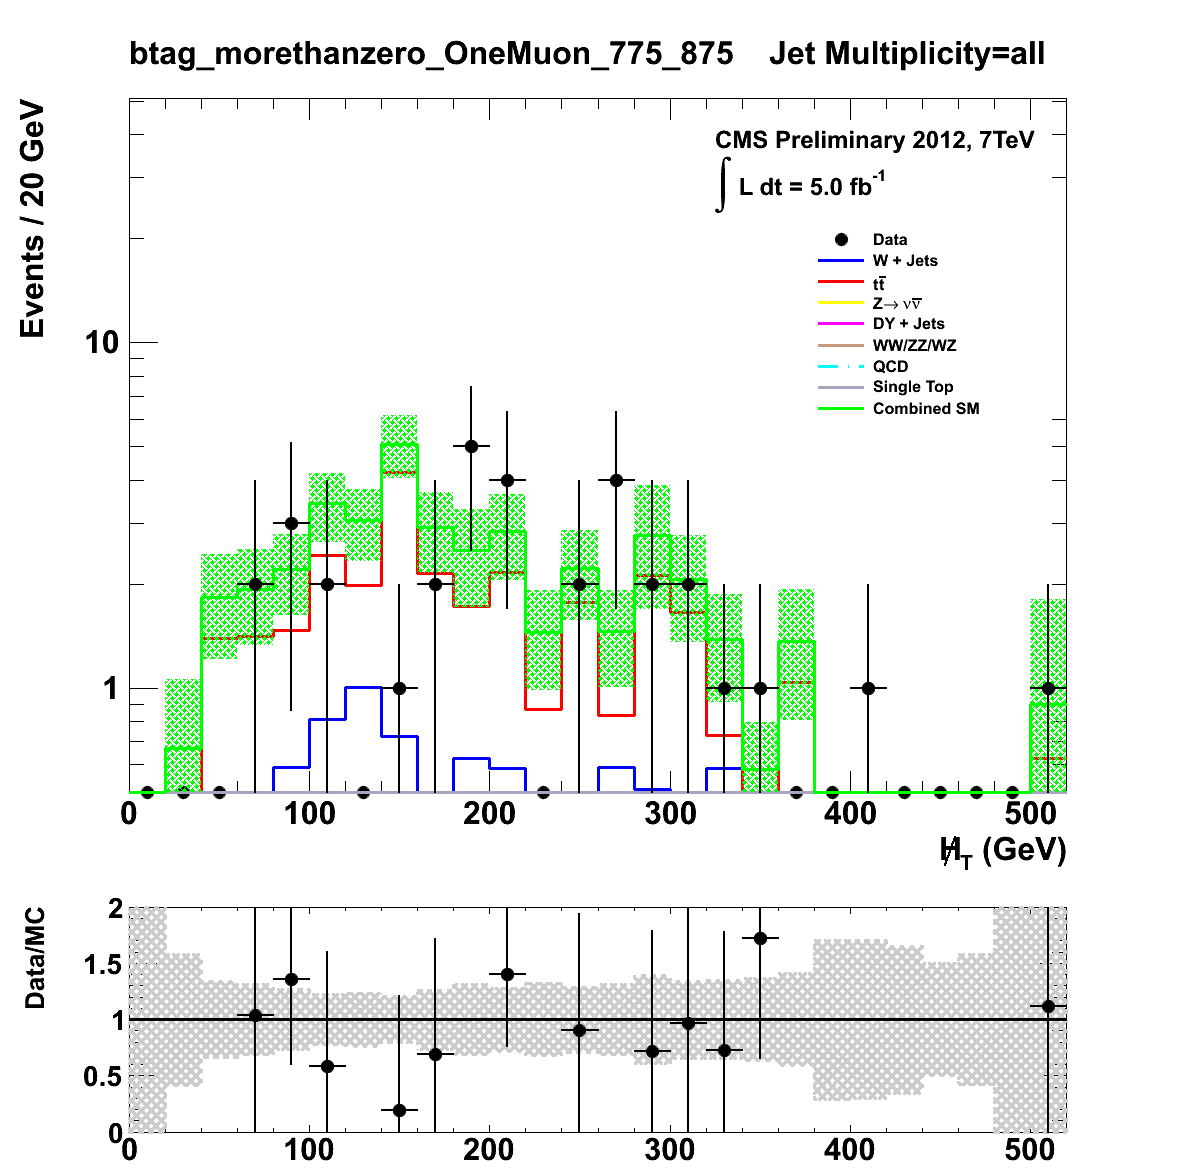 btag_morethanzero_OneMuon_775_875 Jet Multiplicity=all
Events / 20 GeV
CMS Preliminary 2012, 7TeV
∫ L dt = 5.0 fb⁻¹
Data
W + Jets
tt̅
Z→ νν̅
DY + Jets
WW/ZZ/WZ
QCD
Single Top
Combined SM
10
1
0 100 200 300 400 500
H̸_T (GeV)
Data/MC
2
1.5
1
0.5
0
0 100 200 300 400 500